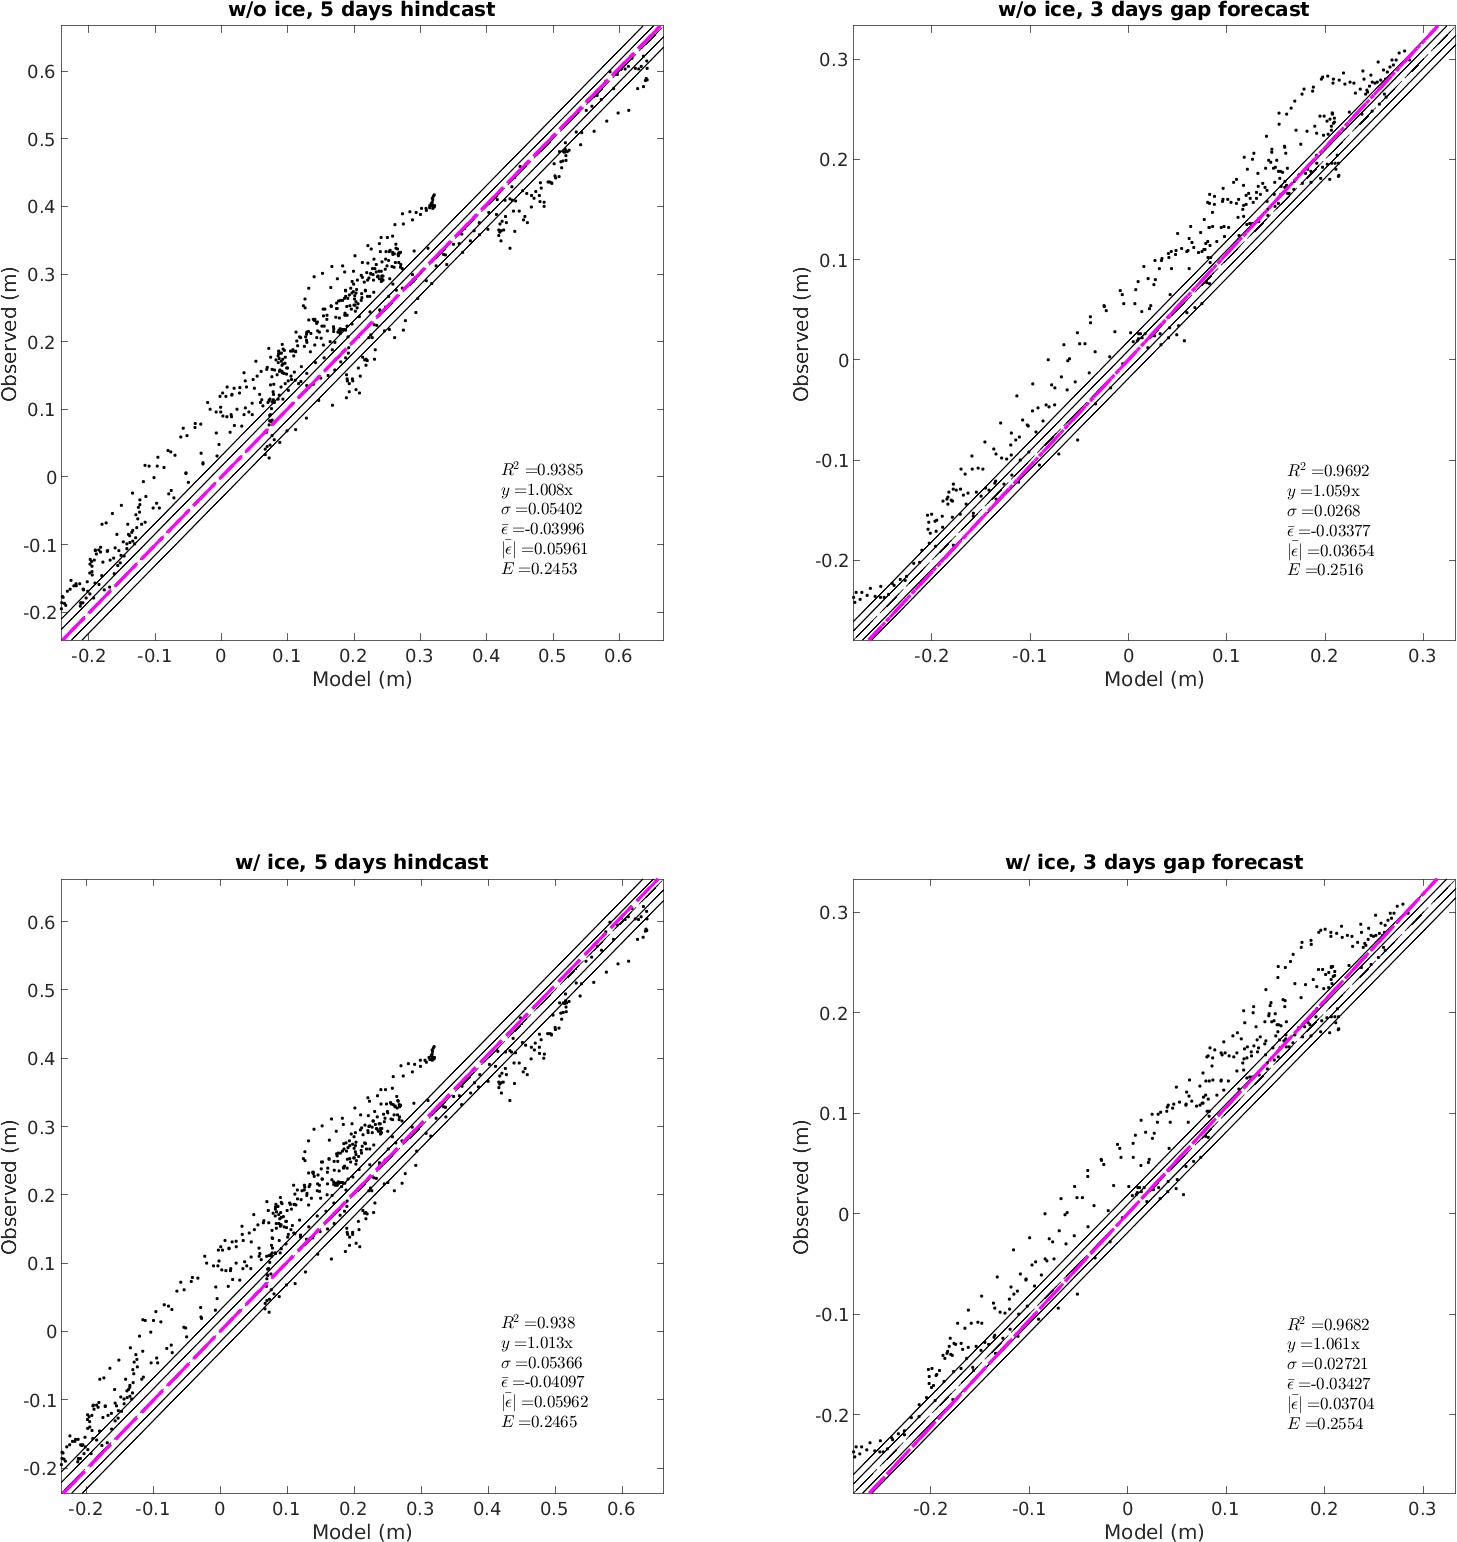 w/o ice, 5 days hindcast
Observed (m)
0.6
0.5
0.4
0.3
0.2
0.1
0
-0.1
-0.2
R² =0.9385
y =1.008x
σ =0.05402
ε̄ =-0.03996
|ε̄| =0.05961
E =0.2453
-0.2 -0.1 0 0.1 0.2 0.3 0.4 0.5 0.6
Model (m)
w/o ice, 3 days gap forecast
Observed (m)
0.3
0.2
0.1
0
-0.1
-0.2
R² =0.9692
y =1.059x
σ =0.0268
ε̄ =-0.03377
|ε̄| =0.03654
E =0.2516
-0.2 -0.1 0 0.1 0.2 0.3
Model (m)
w/ ice, 5 days hindcast
Observed (m)
0.6
0.5
0.4
0.3
0.2
0.1
0
-0.1
-0.2
R² =0.938
y =1.013x
σ =0.05366
ε̄ =-0.04097
|ε̄| =0.05962
E =0.2465
-0.2 -0.1 0 0.1 0.2 0.3 0.4 0.5 0.6
Model (m)
w/ ice, 3 days gap forecast
Observed (m)
0.3
0.2
0.1
0
-0.1
-0.2
R² =0.9682
y =1.061x
σ =0.02721
ε̄ =-0.03427
|ε̄| =0.03704
E =0.2554
-0.2 -0.1 0 0.1 0.2 0.3
Model (m)